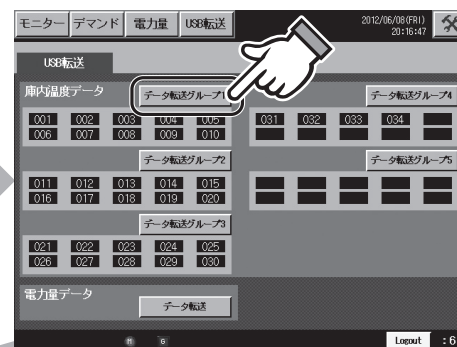 モニター デマンド 電力量 USB転送 2012/06/08(FRI)
20:16:47
USB転送
庫内温度データ データ転送グループ1 データ転送グループ4
001 002 003 004 005 031 032 033 034
006 007 008 009 010
データ転送グループ2 データ転送グループ5
011 012 013 014 015
016 017 018 019 020
データ転送グループ3
021 022 023 024 025
026 027 028 029 030
電力量データ データ転送
G Logout :6